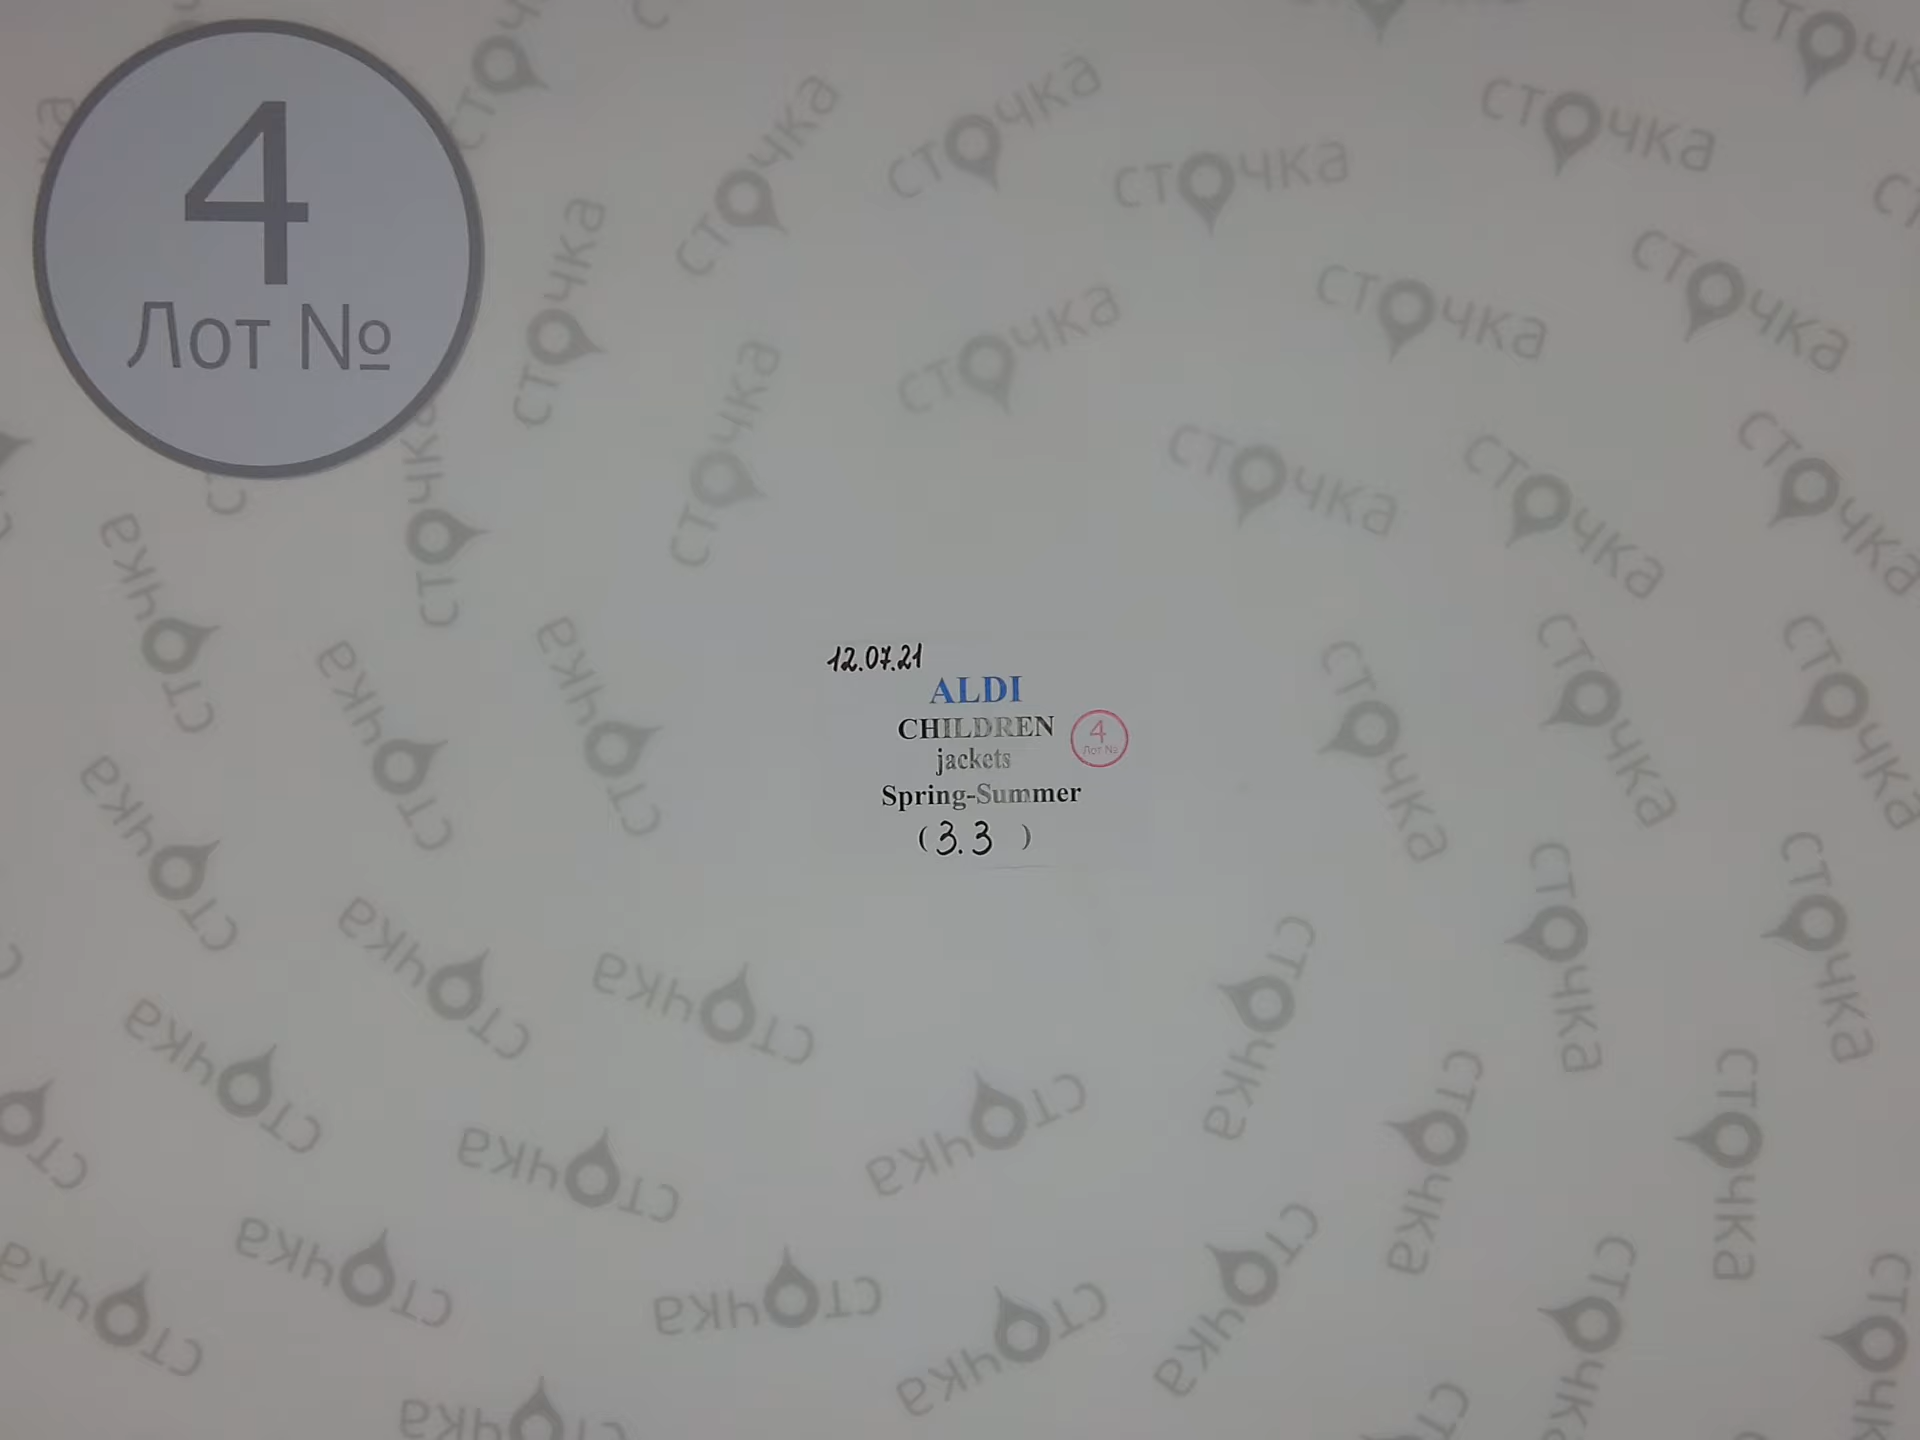 4
Лот №
12.07.21
ALDI
CHILDREN
jackets
Spring-Summer
(3.3 )
4
Лот №
сточка